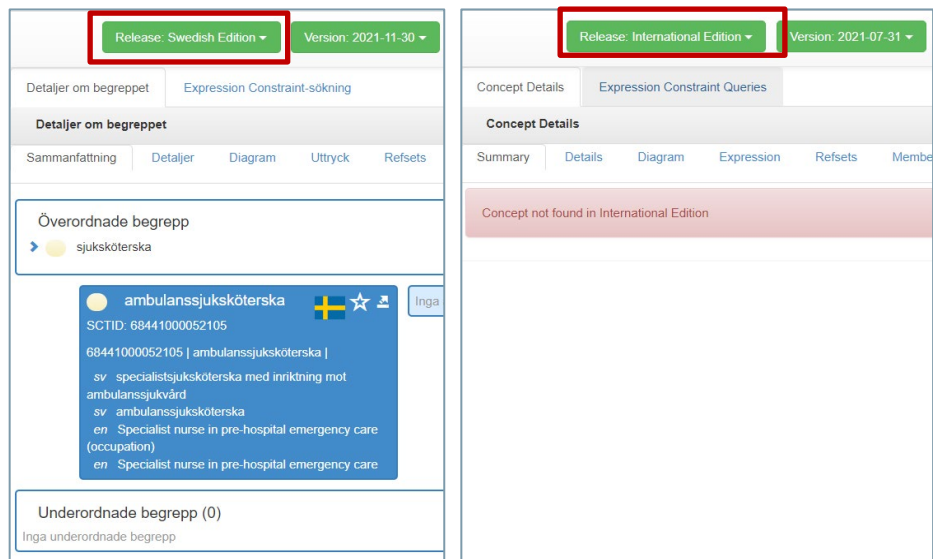 Release: Swedish Edition
Version: 2021-11-30
Detaljer om begreppet
Expression Constraint-sökning
Detaljer om begreppet
Sammanfattning
Detaljer
Diagram
Uttryck
Refsets
Överordnade begrepp
sjuksköterska
ambulanssjuksköterska
Inga
SCTID: 68441000052105
68441000052105 | ambulanssjuksköterska |
sv specialistsjuksköterska med inriktning mot
ambulanssjukvård
sv ambulanssjuksköterska
en Specialist nurse in pre-hospital emergency care
(occupation)
en Specialist nurse in pre-hospital emergency care
Underordnade begrepp (0)
Inga underordnade begrepp
Release: International Edition
Version: 2021-07-31
Concept Details
Expression Constraint Queries
Concept Details
Summary
Details
Diagram
Expression
Refsets
Membe
Concept not found in International Edition